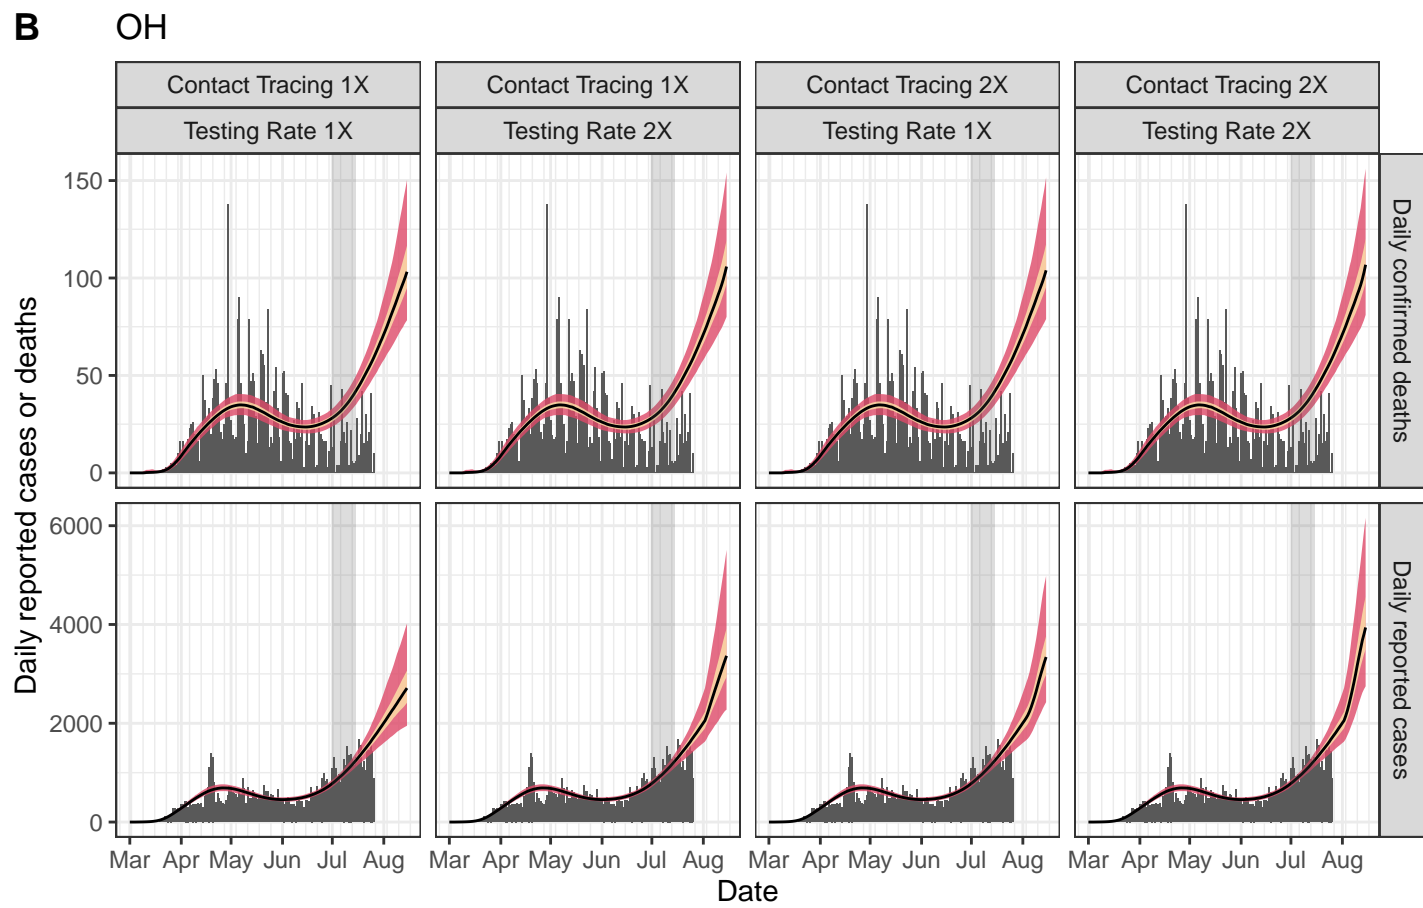 B OH
Contact Tracing 1X Contact Tracing 1X Contact Tracing 2X Contact Tracing 2X
Testing Rate 1X Testing Rate 2X Testing Rate 1X Testing Rate 2X
Daily reported cases or deaths
150
100
50
0
Daily confirmed deaths
6000
4000
2000
0
Daily reported cases
Mar Apr May Jun Jul Aug Mar Apr May Jun Jul Aug Mar Apr May Jun Jul Aug Mar Apr May Jun Jul Aug
Date